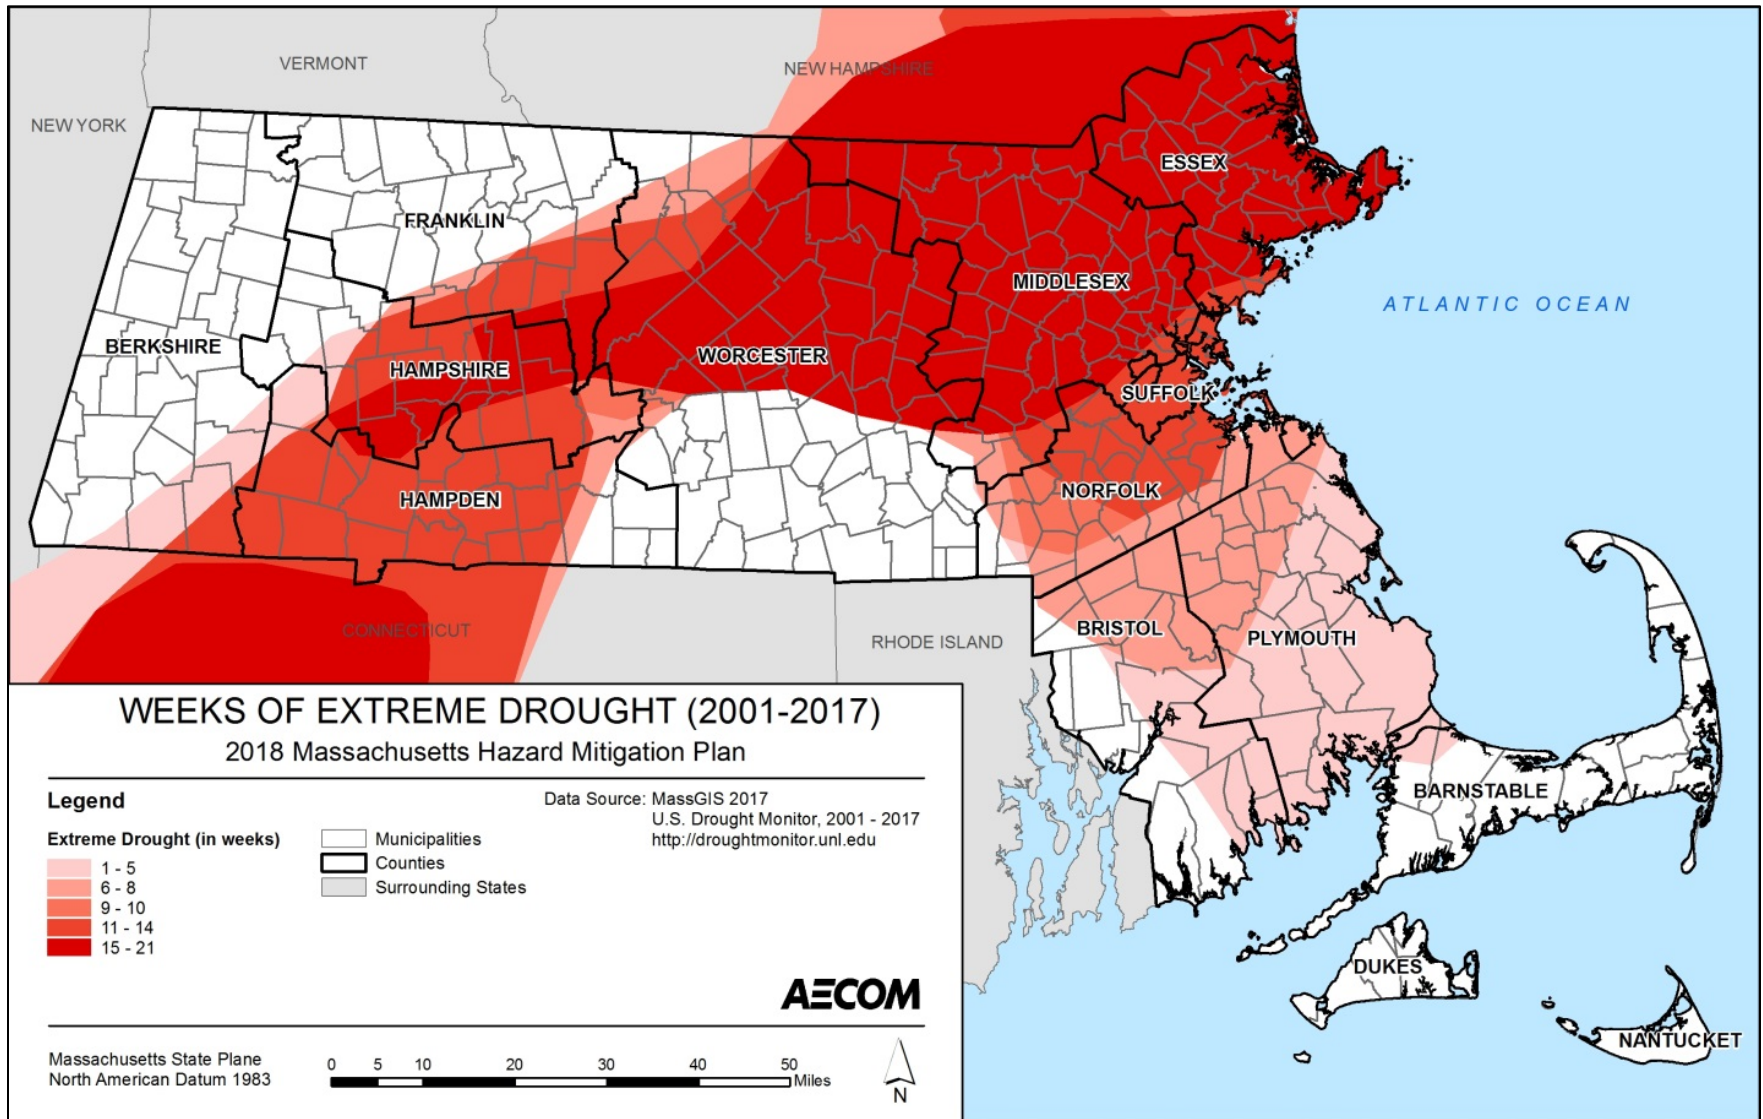 VERMONT
NEW HAMPSHIRE
NEW YORK
ESSEX
FRANKLIN
MIDDLESEX
ATLANTIC OCEAN
BERKSHIRE
WORCESTER
HAMPSHIRE
SUFFOLK
HAMPDEN
NORFOLK
CONNECTICUT
RHODE ISLAND
BRISTOL
PLYMOUTH
BARNSTABLE
DUKES
NANTUCKET
WEEKS OF EXTREME DROUGHT (2001-2017)
2018 Massachusetts Hazard Mitigation Plan
Legend
Extreme Drought (in weeks)
1 - 5
6 - 8
9 - 10
11 - 14
15 - 21
Municipalities
Counties
Surrounding States
Data Source: MassGIS 2017
U.S. Drought Monitor, 2001 - 2017
http://droughtmonitor.unl.edu
AECOM
Massachusetts State Plane
North American Datum 1983
0 5 10 20 30 40 50
Miles
N